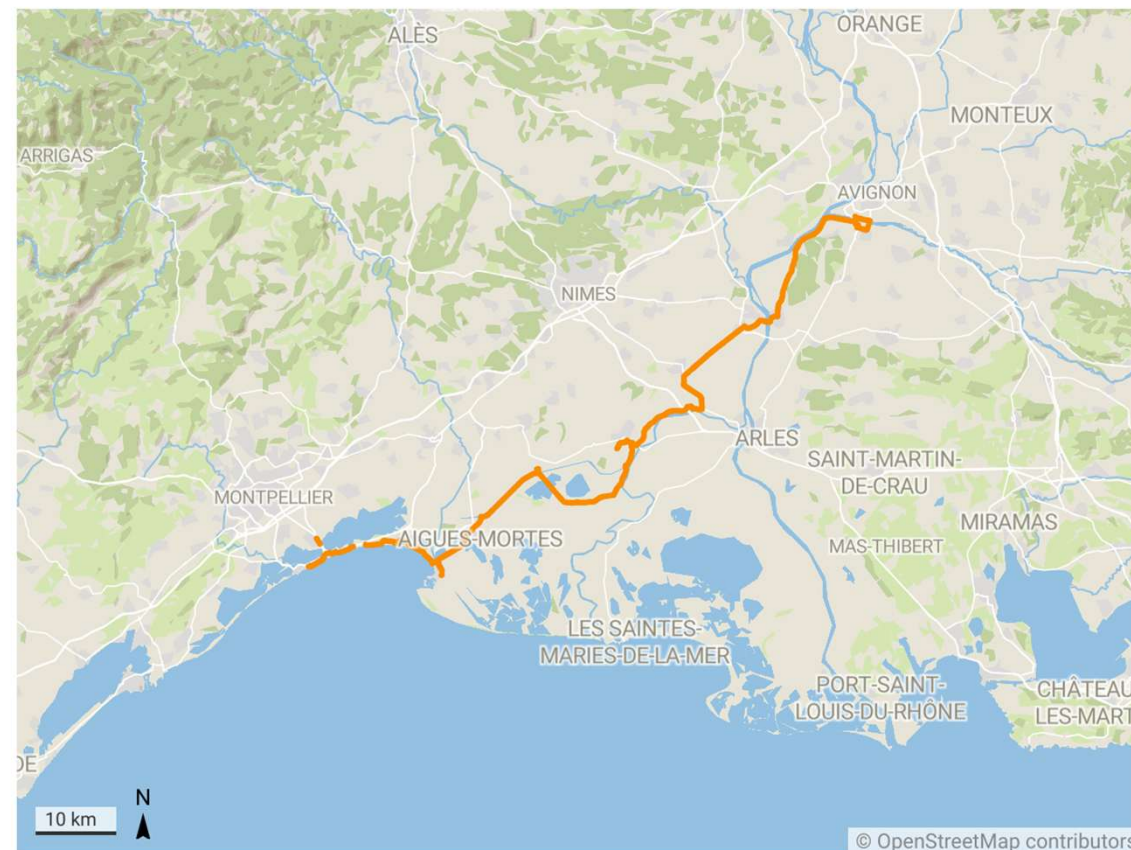 ORANGE
ALÈS
MONTEUX
ARRIGAS
AVIGNON
NIMES
ARLES
SAINT-MARTIN-
DE-CRAU
MONTPELLIER
MIRAMAS
AIGUES-MORTES
MAS-THIBERT
LES SAINTES-
MARIES-DE-LA-MER
PORT-SAINT-
LOUIS-DU-RHÔNE
CHÂTEAU
LES-MART
DE
N
10 km
© OpenStreetMap contributors